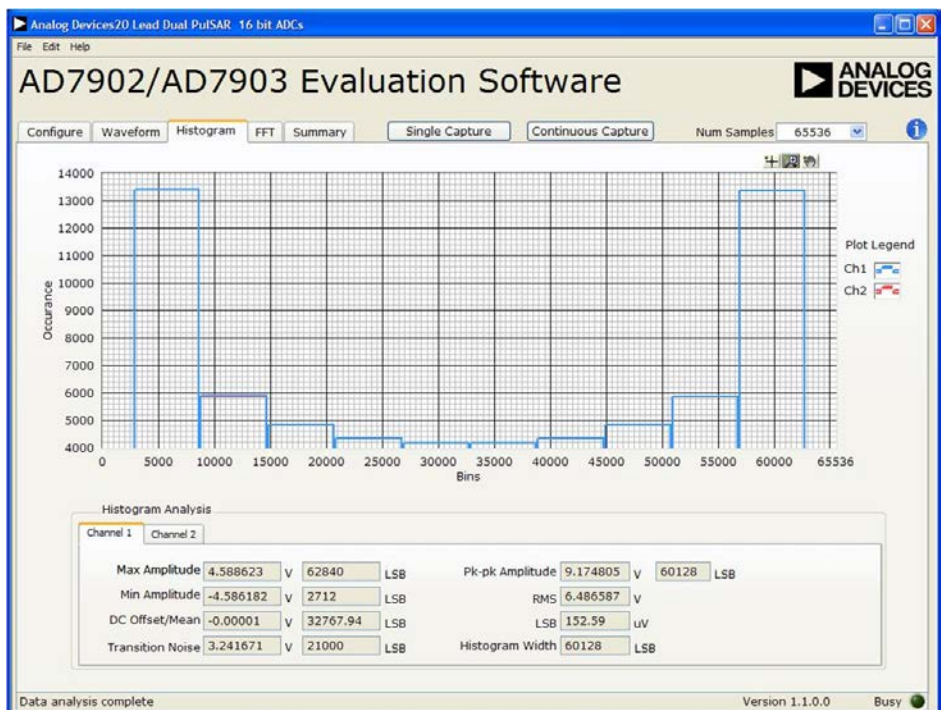 Analog Devices20 Lead Dual PulSAR 16 bit ADCs
File Edit Help
AD7902/AD7903 Evaluation Software
ANALOG
DEVICES
Configure Waveform Histogram FFT Summary Single Capture Continuous Capture Num Samples 65536 i
14000
13000
12000
11000
10000
9000
8000
7000
6000
5000
4000
Occurance
0 5000 10000 15000 20000 25000 30000 35000 40000 45000 50000 55000 60000 65536
Bins
Plot Legend
Ch1
Ch2
Histogram Analysis
Channel 1 Channel 2
Max Amplitude 4.588623 V 62840 LSB Pk-pk Amplitude 9.174805 V 60128 LSB
Min Amplitude -4.586182 V 2712 LSB RMS 6.486587 V
DC Offset/Mean -0.00001 V 32767.94 LSB LSB 152.59 uV
Transition Noise 3.241671 V 21000 LSB Histogram Width 60128
Data analysis complete Version 1.1.0.0 Busy